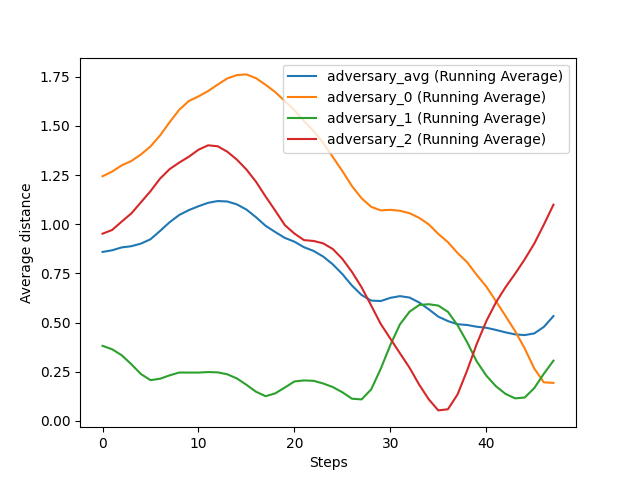 adversary_avg (Running Average)
adversary_0 (Running Average)
adversary_1 (Running Average)
adversary_2 (Running Average)
1.75
1.50
1.25
1.00
0.75
0.50
0.25
0.00
Average distance
0 10 20 30 40
Steps